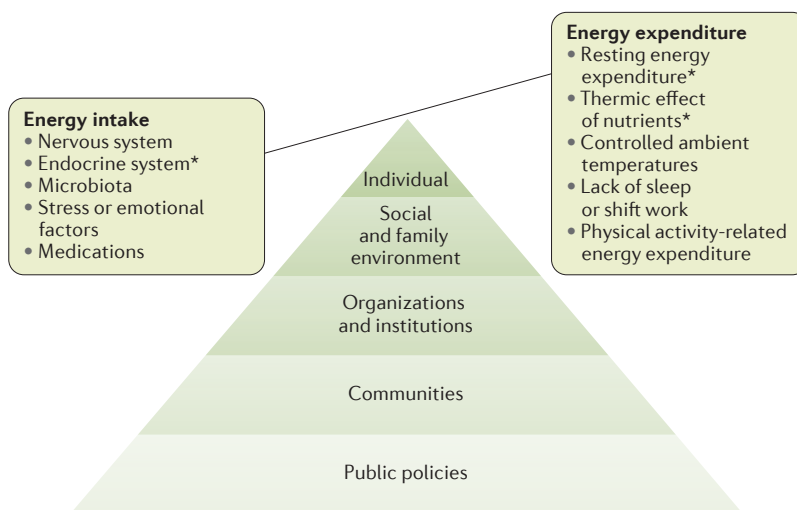 Energy intake
• Nervous system
• Endocrine system*
• Microbiota
• Stress or emotional
factors
• Medications
Energy expenditure
• Resting energy
expenditure*
• Thermic effect
of nutrients*
• Controlled ambient
temperatures
• Lack of sleep
or shift work
• Physical activity-related
energy expenditure
Individual
Social
and family
environment
Organizations
and institutions
Communities
Public policies